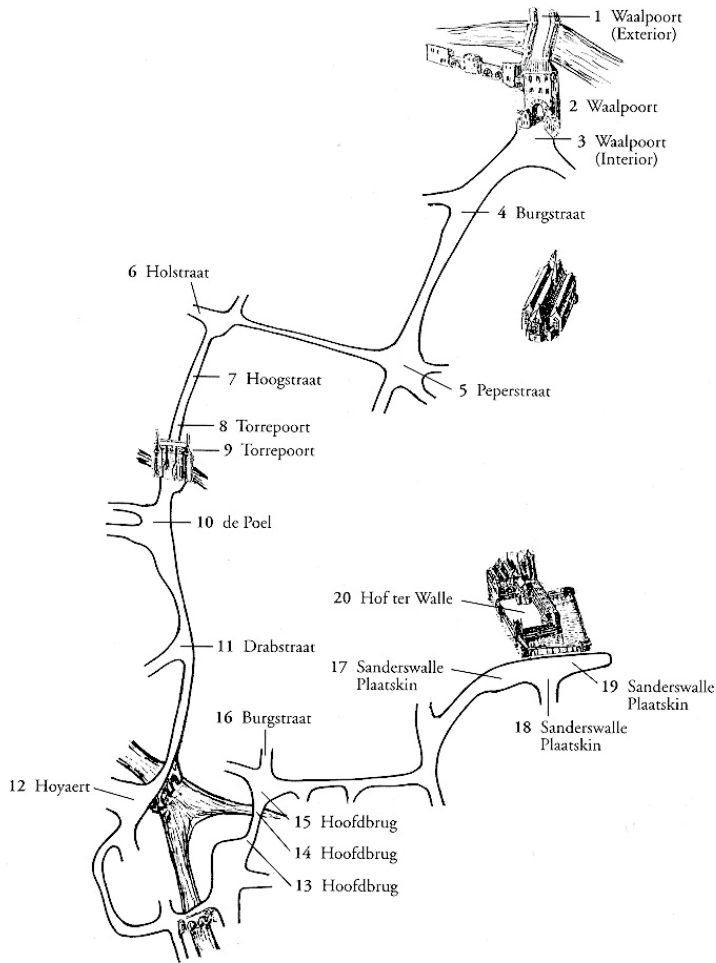 1 Waalpoort
(Exterior)
2 Waalpoort
3 Waalpoort
(Interior)
4 Burgstraat
6 Holstraat
7 Hoogstraat
5 Peperstraat
8 Torrepoort
9 Torrepoort
10 de Poel
20 Hof ter Walle
11 Drabstraat
17 Sanderswalle
Plaatskin
19 Sanderswalle
Plaatskin
16 Burgstraat
18 Sanderswalle
Plaatskin
12 Hoyaert
15 Hoofdbrug
14 Hoofdbrug
13 Hoofdbrug